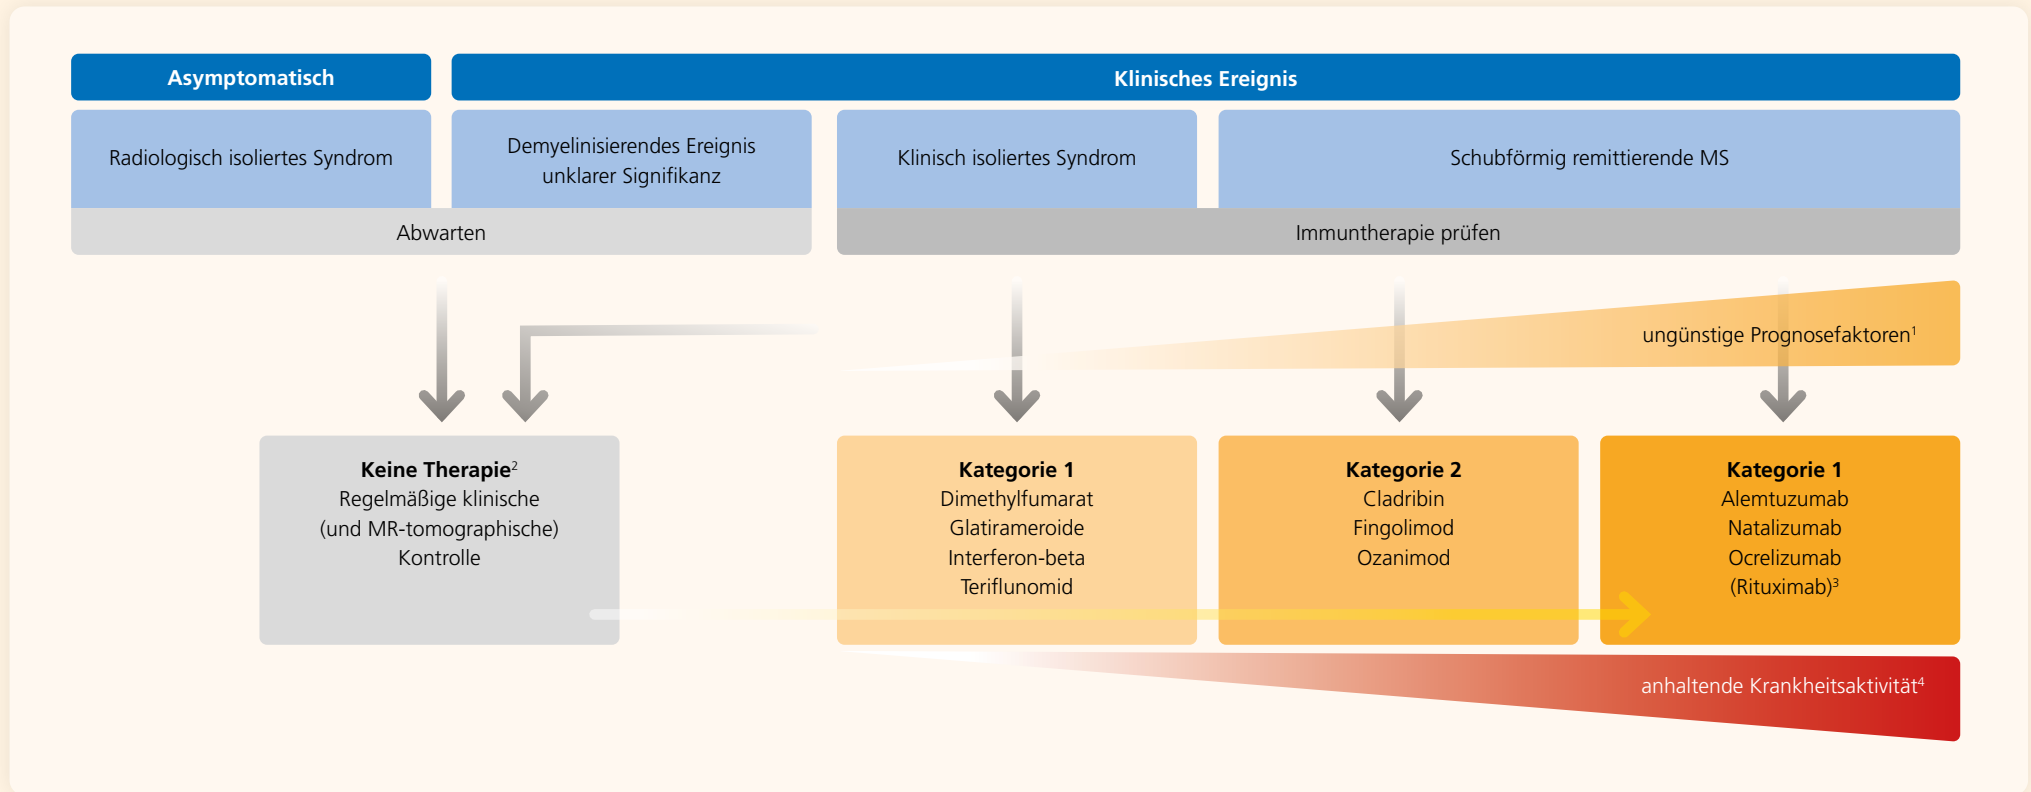 Asymptomatisch
Klinisches Ereignis
Radiologisch isoliertes Syndrom
Demyelinisierendes Ereignis
unklarer Signifikanz
Klinisch isoliertes Syndrom
Schubförmig remittierende MS
Abwarten
Immuntherapie prüfen
ungünstige Prognosefaktoren¹
Keine Therapie²
Regelmäßige klinische
(und MR-tomographische)
Kontrolle
Kategorie 1
Dimethylfumarat
Glatirameroide
Interferon-beta
Teriflunomid
Kategorie 2
Cladribin
Fingolimod
Ozanimod
Kategorie 1
Alemtuzumab
Natalizumab
Ocrelizumab
(Rituximab)³
anhaltende Krankheitsaktivität⁴